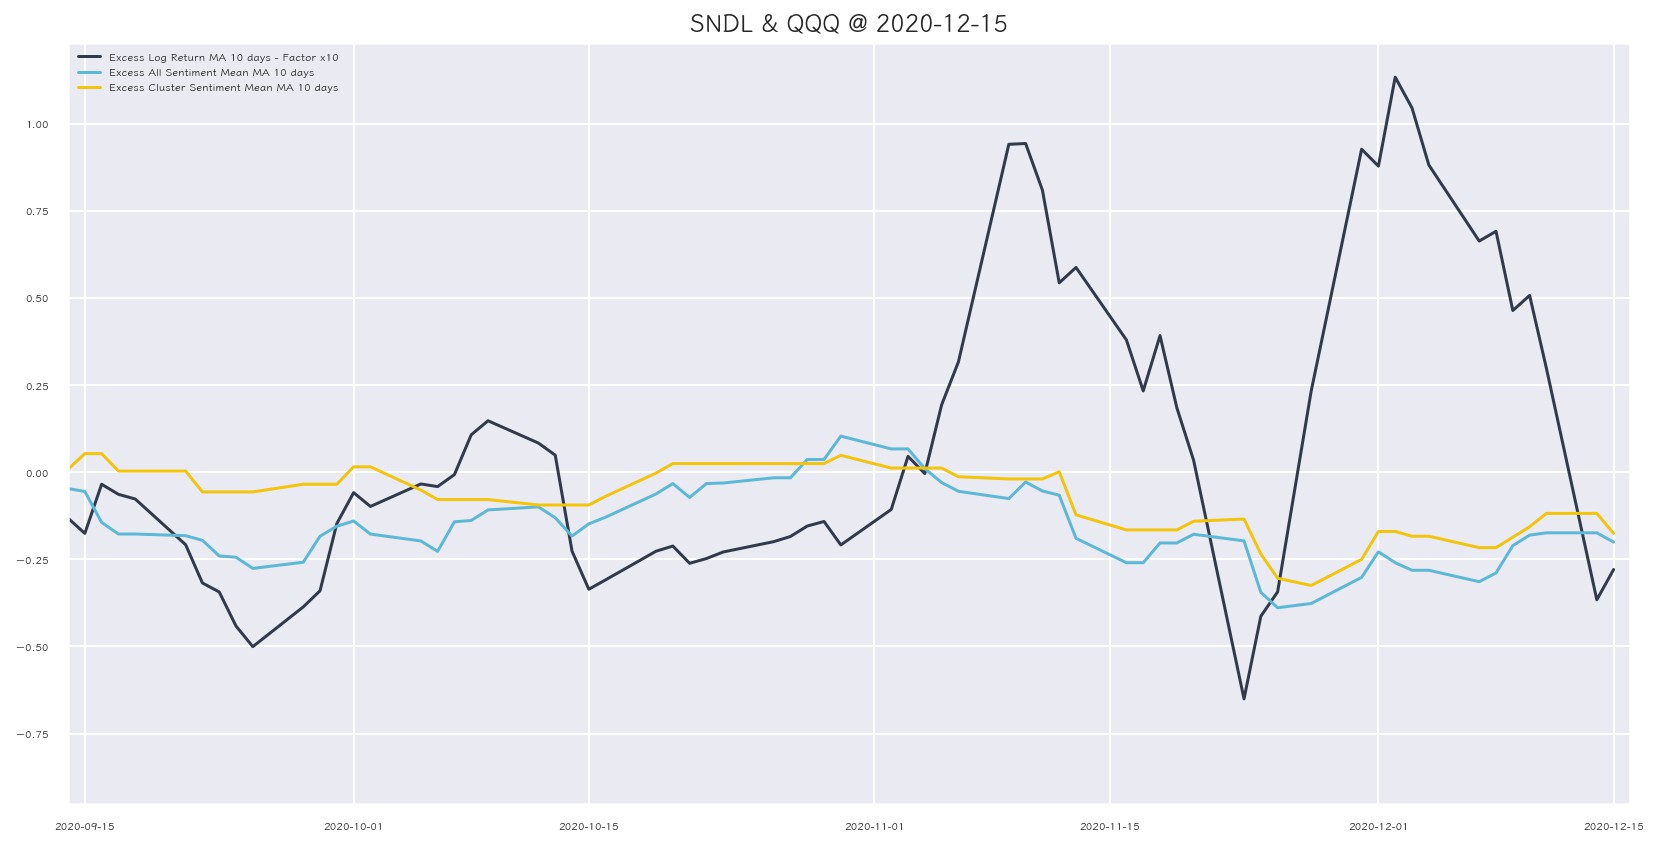 SNDL & QQQ @ 2020-12-15
Excess Log Return MA 10 days - Factor x10
Excess All Sentiment Mean MA 10 days
Excess Cluster Sentiment Mean MA 10 days
1.00
0.75
0.50
0.25
0.00
−0.25
−0.50
−0.75
2020-09-15 2020-10-01 2020-10-15 2020-11-01 2020-11-15 2020-12-01 2020-12-15